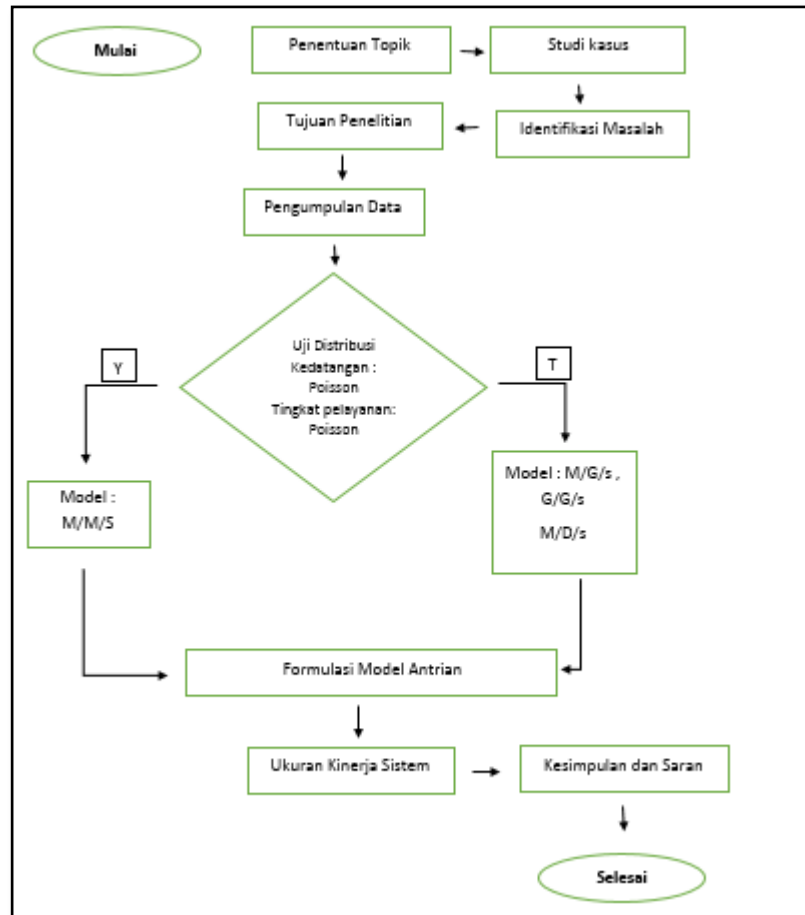 Mulai
Penentuan Topik
Studi kasus
Tujuan Penelitian
Identifikasi Masalah
Pengumpulan Data
Uji Distribusi
Kedatangan :
Poisson
Tingkat pelayanan:
Poisson
Y
T
Model :
M/M/S
Model : M/G/s ,
G/G/s
M/D/s
Formulasi Model Antrian
Ukuran Kinerja Sistem
Kesimpulan dan Saran
Selesai